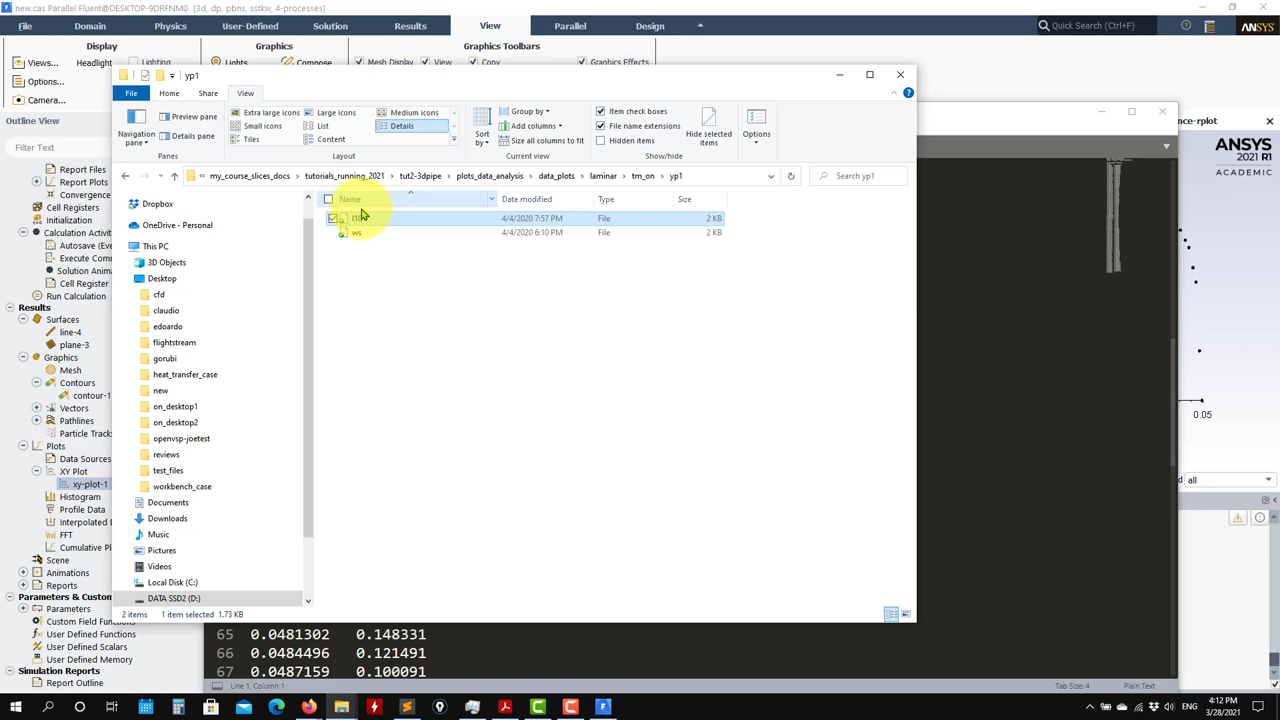 new.cas Parallel Fluent@DESKTOP-9DRFNM0 [3d, dp, pbns, sstkw, 4-processes]
File Domain Physics User-Defined Solution Results View Parallel Design Search (Ctrl+F) ANSYS
Display Graphics Graphics Toolbars
Views... Headlight Lighting Lights Compose Mesh Display View Copy Graphics Effects
Options...
Camera...
yp1
File Home Share View
Navigation pane
Preview pane
Details pane
Extra large icons Large icons Medium icons
Small icons List Details
Tiles Content
Sort by
Group by
Add columns
Size all columns to fit
Item check boxes
File name extensions
Hidden items
Hide selected items
Options
Panes Layout Current view Show/hide
my_course_slices_docs tutorials_running_2021 tut2-3dpipe plots_data_analysis data_plots laminar tm_on yp1 Search yp1
Name Date modified Type Size
4/4/2020 7:57 PM File 2 KB
ws 4/4/2020 6:10 PM File 2 KB
Dropbox
OneDrive - Personal
This PC
3D Objects
Desktop
cfd
claudio
edoardo
flightstream
gorubi
heat_transfer_case
new
on_desktop1
on_desktop2
openvsp-joetest
reviews
test_files
workbench_case
Documents
Downloads
Music
Pictures
Videos
Local Disk (C:)
DATA SSD2 (D:)
2 items 1 item selected 1.73 KB
Outline View
Filter Text
Report Files
Report Plots
Convergence
Cell Registers
Initialization
Calculation Activit
Autosave (Ever
Execute Comm
Solution Anima
Cell Register
Run Calculation
Results
Surfaces
line-4
plane-3
Graphics
Mesh
Contours
contour-1
Vectors
Pathlines
Particle Tracks
Plots
Data Sources
XY Plot
xy-plot-1
Histogram
Profile Data
Interpolated D
FFT
Cumulative Pl
Scene
Animations
Reports
Parameters & Custom
Parameters
Custom Field Functions
User Defined Functions
User Defined Scalars
User Defined Memory
Simulation Reports
Report Outline
nce-rplot
ANSYS
2021 R1
ACADEMIC
0.05
all
65 0.0481302 0.148331
66 0.0484496 0.121491
67 0.0487159 0.100091
Line 1, Column 1 Tab Size: 4 Plain Text
ENG 4:12 PM
3/28/2021